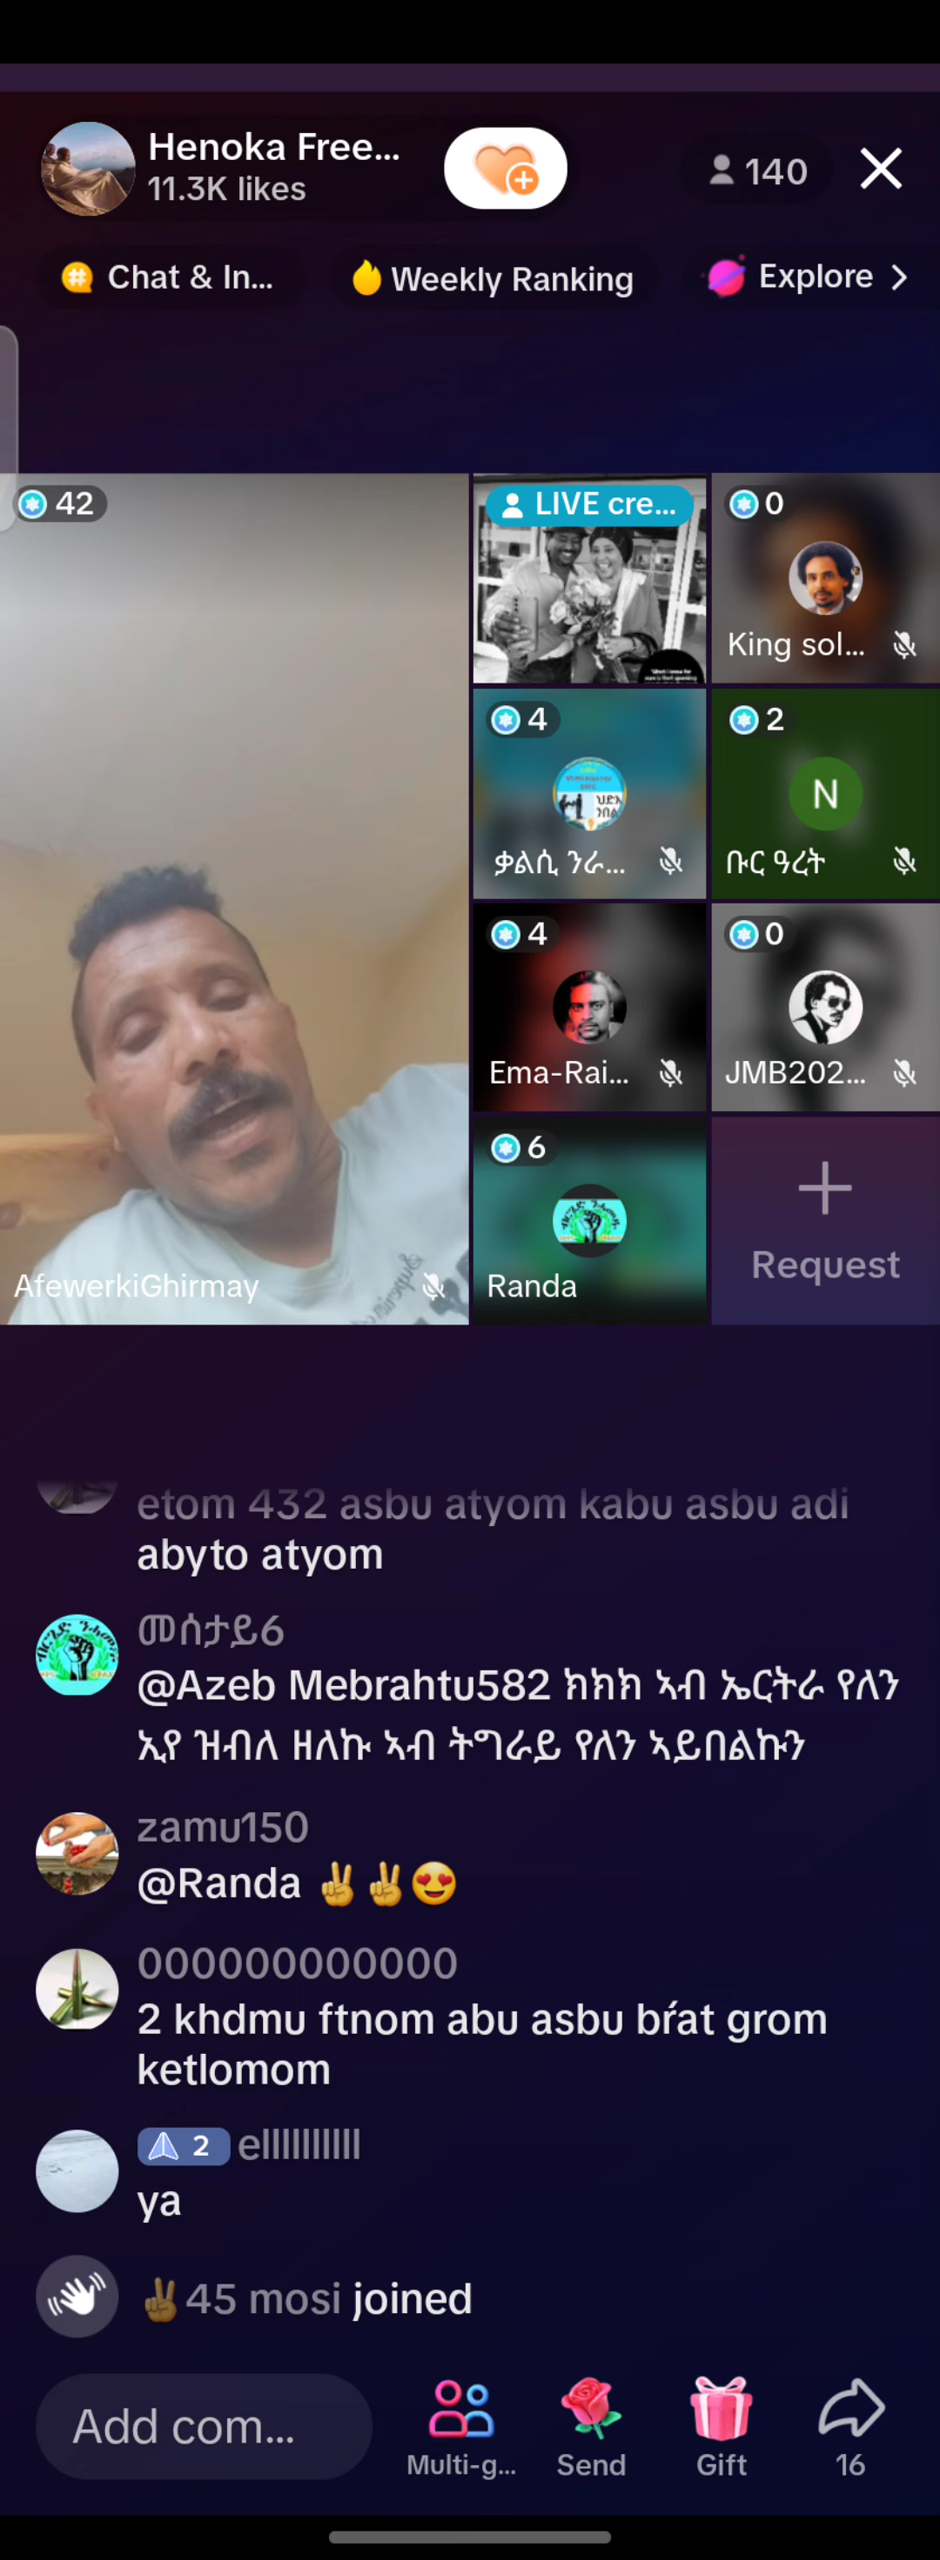 Henoka Free...
11.3K likes
140
Chat & In...
Weekly Ranking
Explore
42
LIVE cre...
0
King sol...
4
ቃልሲ ንራ...
2
N
ቡር ዓረት
4
Ema-Rai...
0
JMB202...
AfewerkiGhirmay
6
Randa
Request
etom 432 asbu atyom kabu asbu adi
abyto atyom
መሰታይ6
@Azeb Mebrahtu582 ክክክ ኣብ ኤርትራ የለን
ኢየ ዝብለ ዘለኩ ኣብ ትግራይ የለን ኣይበልኩን
zamu150
@Randa ✌️✌️😍
000000000000
2 khdmu ftnom abu asbu bŕat grom
ketlomom
2 ellllllllll
ya
✌️45 mosi joined
Add com...
Multi-g...
Send
Gift
16